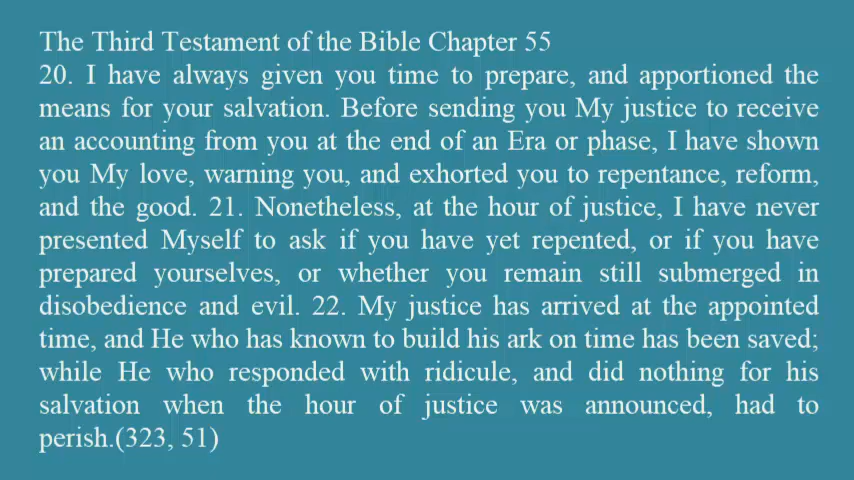 The Third Testament of the Bible Chapter 55
20. I have always given you time to prepare, and apportioned the
means for your salvation. Before sending you My justice to receive
an accounting from you at the end of an Era or phase, I have shown
you My love, warning you, and exhorted you to repentance, reform,
and the good. 21. Nonetheless, at the hour of justice, I have never
presented Myself to ask if you have yet repented, or if you have
prepared yourselves, or whether you remain still submerged in
disobedience and evil. 22. My justice has arrived at the appointed
time, and He who has known to build his ark on time has been saved;
while He who responded with ridicule, and did nothing for his
salvation when the hour of justice was announced, had to
perish.(323, 51)